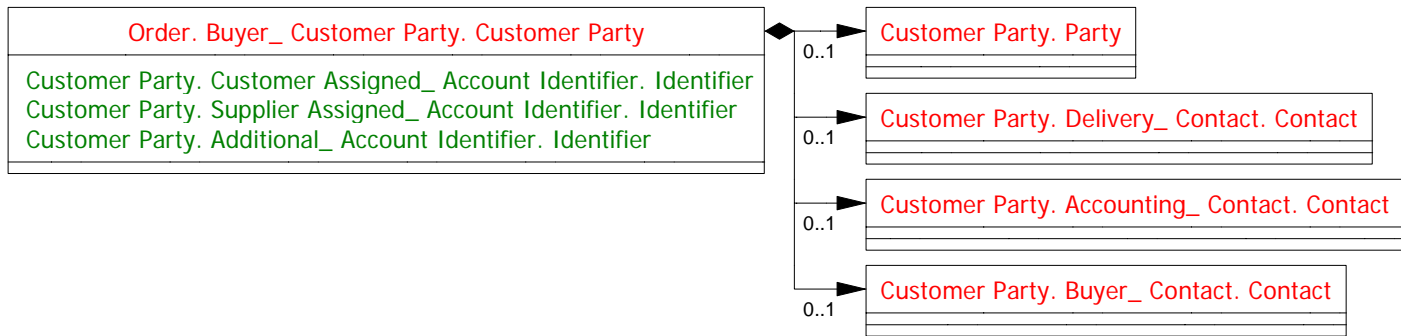 Order. Buyer_ Customer Party. Customer Party
Customer Party. Customer Assigned_ Account Identifier. Identifier
Customer Party. Supplier Assigned_ Account Identifier. Identifier
Customer Party. Additional_ Account Identifier. Identifier
0..1
Customer Party. Party
0..1
Customer Party. Delivery_ Contact. Contact
0..1
Customer Party. Accounting_ Contact. Contact
0..1
Customer Party. Buyer_ Contact. Contact